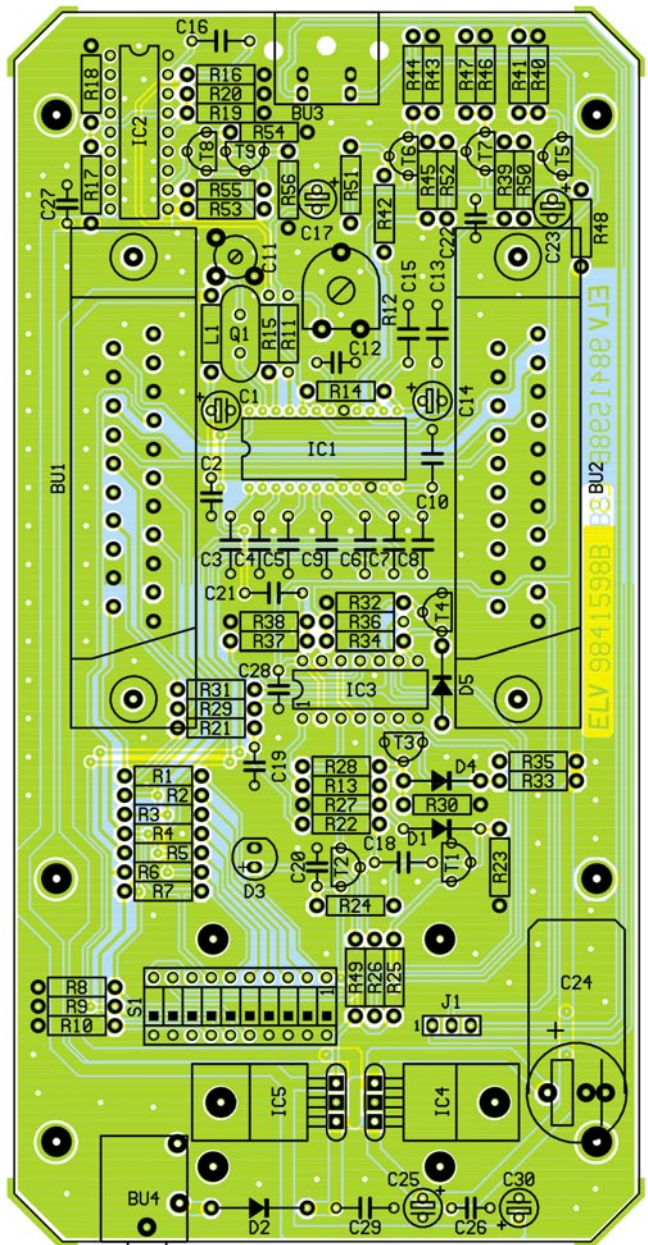 C16
R18
IC2
R16
R20
R19
BU3
R44
R43
R47
R46
R41
R40
R54
T8
T9
R17
C27
R55
R53
R56
C17
R51
R42
T6
R45
R52
T7
C22
R39
R50
T5
C23
R48
C11
L1
Q1
R15
R11
R12
C15
C13
C12
R14
C14
C1
+
+
+
+
ELV 9841598B
BU1
IC1
BU2
C2
C10
C3
C4
C5
C9
C6
C7
C8
ELV 9841598B
C21
R38
R37
R32
R36
R34
T4
R31
R29
R21
C28
1
IC3
D5
T3
C19
R1
R2
R3
R4
R5
R6
R7
R28
R13
R27
R22
D4
R30
D1
R35
R33
D3
+
C20
T2
C18
T1
R23
R24
R8
R9
R10
S1
1
R49
R26
R25
J1
1
C24
+
IC5
IC4
BU4
D2
C29
C25
+
C26
C30
+